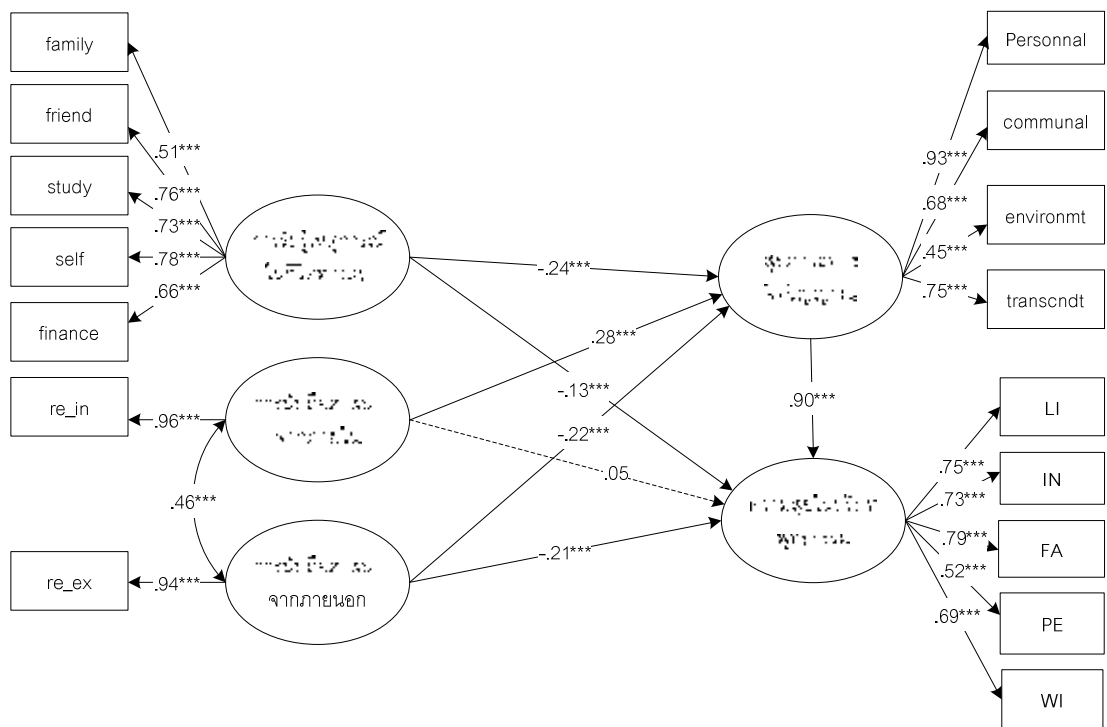 family
friend
study
self
finance
re_in
re_ex
.51***
.76***
.73***
.78***
.66***
.96***
.46***
.94***
จากภายนอก
-.24***
.28***
-.13***
-.22***
.05
-.21***
.90***
Personnal
communal
environmt
transcndt
.93***
.68***
.45***
.75***
LI
IN
FA
PE
WI
.75***
.73***
.79***
.52***
.69***